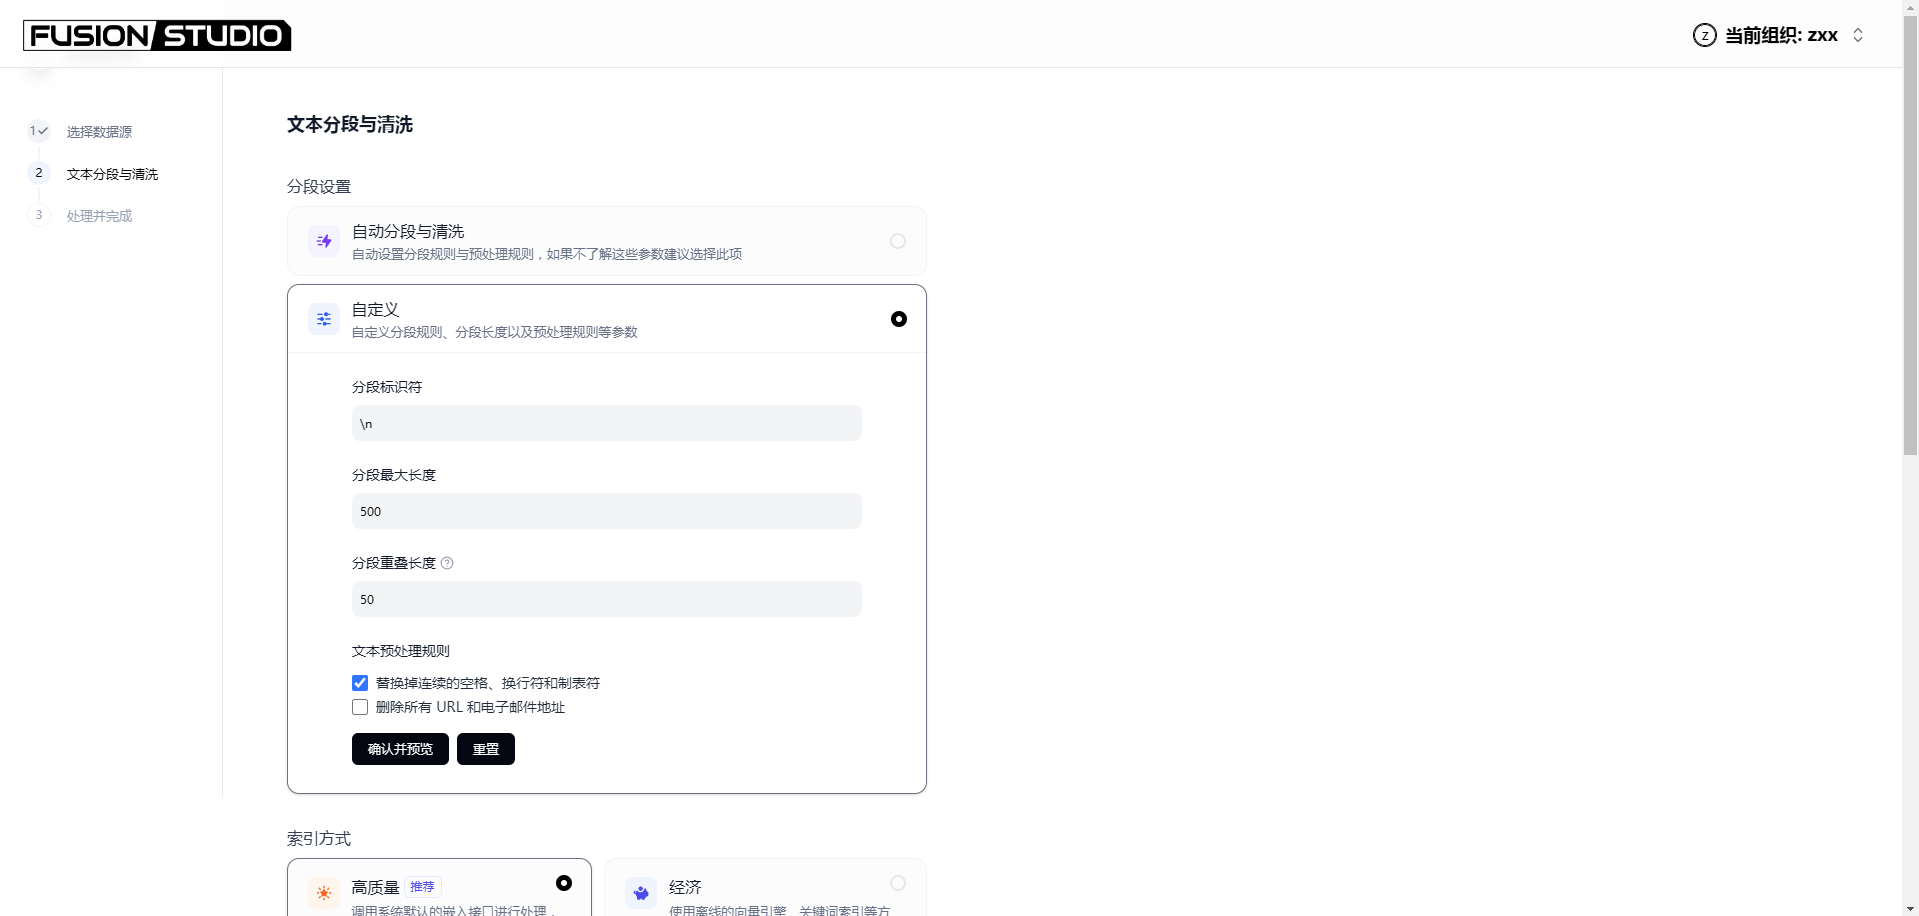 FUSION STUDIO
Z 当前组织: zxx
1 选择数据源
2 文本分段与清洗
3 处理并完成
文本分段与清洗
分段设置
自动分段与清洗
自动设置分段规则与预处理规则，如果不了解这些参数建议选择此项
自定义
自定义分段规则、分段长度以及预处理规则等参数
分段标识符
\n
分段最大长度
500
分段重叠长度 ?
50
文本预处理规则
替换掉连续的空格、换行符和制表符
删除所有 URL 和电子邮件地址
确认并预览 重置
索引方式
高质量 推荐
调用系统默认的嵌入接口进行处理，
经济
使用离线的向量引擎、关键词索引等方